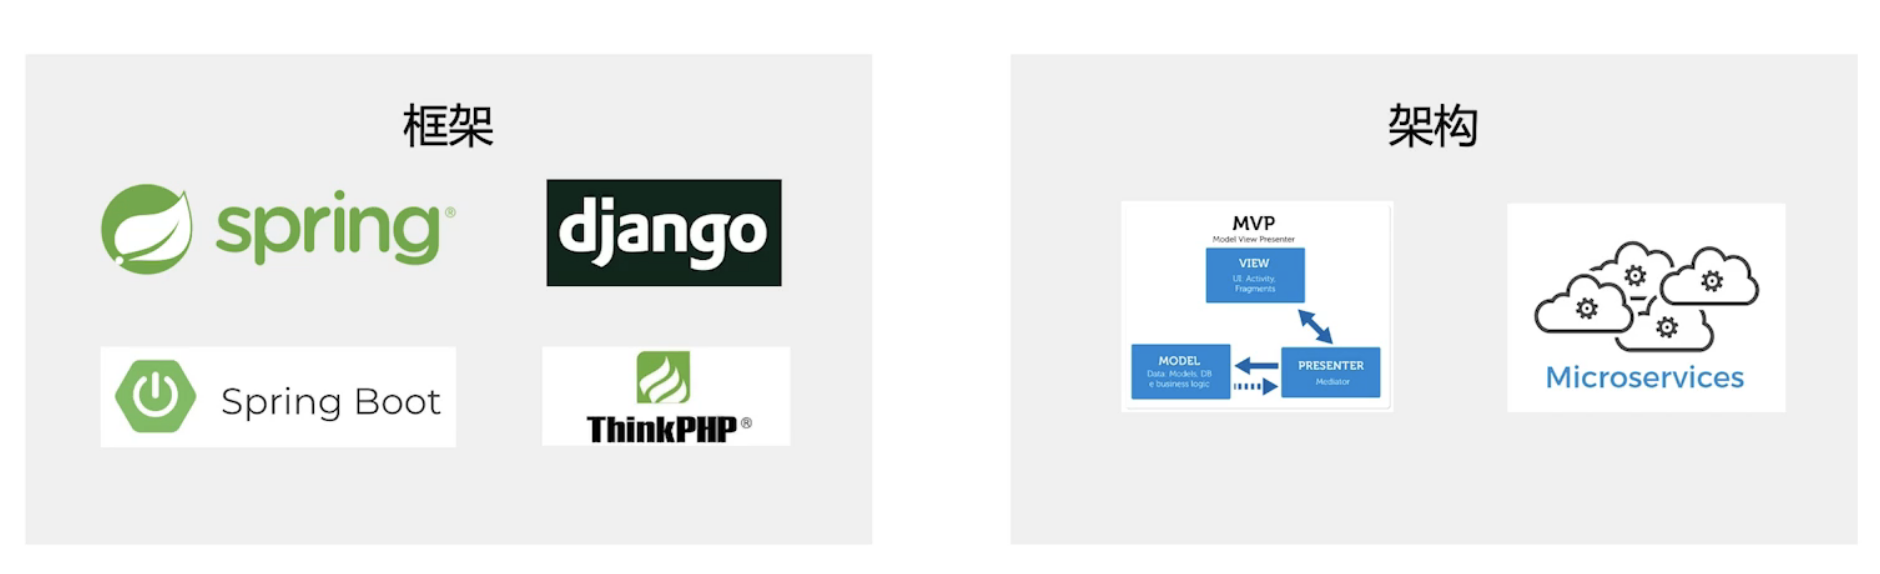 框架
spring®
django
Spring Boot
ThinkPHP®
架构
MVP
Model View Presenter
VIEW
UI: Activity,
Fragments
MODEL
Data: Models, DB
e business logic
PRESENTER
Mediator
Microservices